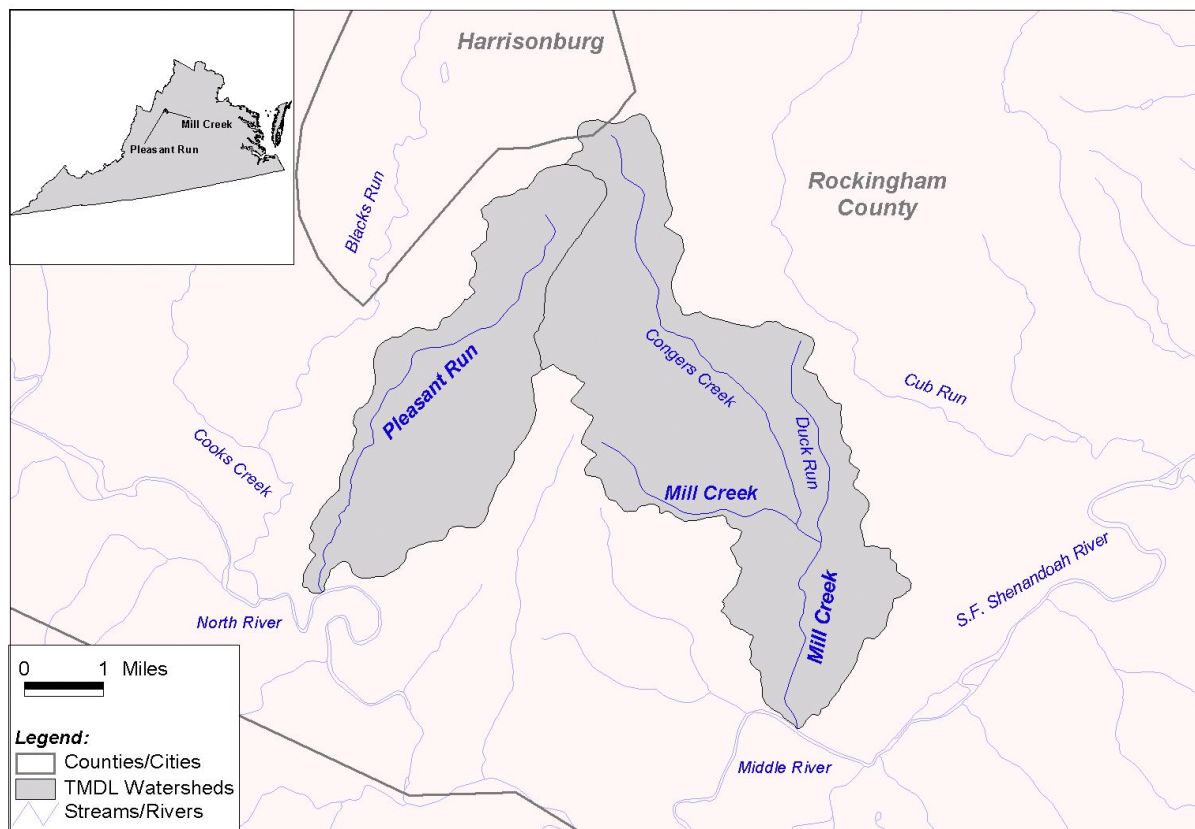 Harrisonburg
Mill Creek
Pleasant Run
Rockingham
County
Blacks Run
Congers Creek
Pleasant Run
Cub Run
Duck Run
Cooks Creek
Mill Creek
S.F. Shenandoah River
Mill Creek
North River
0 1 Miles
Legend:
Counties/Cities
TMDL Watersheds
Streams/Rivers
Middle River